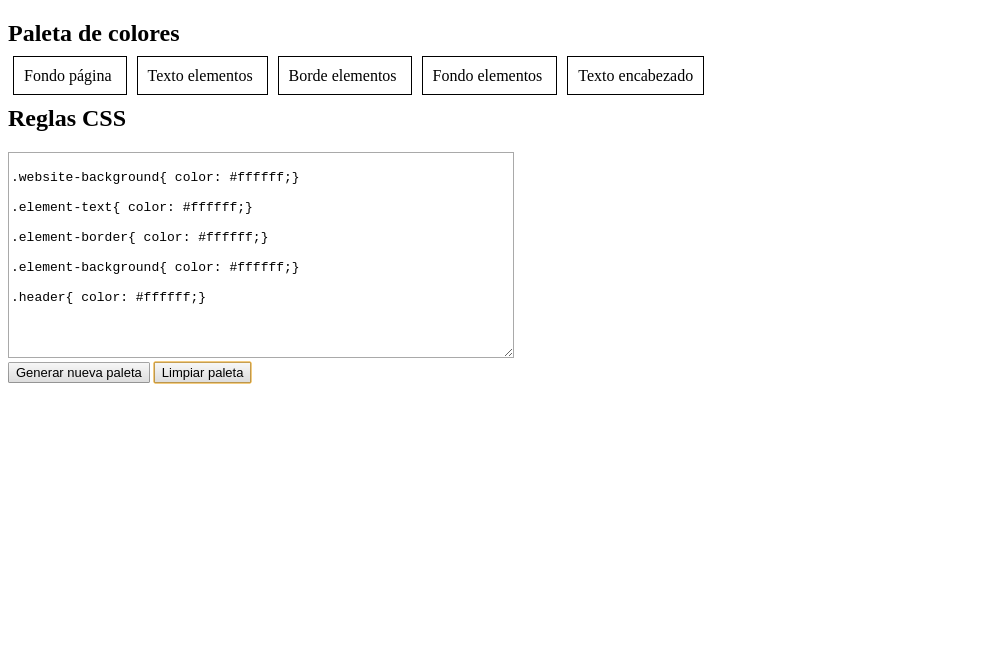 Paleta de colores
Fondo página Texto elementos Borde elementos Fondo elementos Texto encabezado
Reglas CSS
.website-background{ color: #ffffff;}
.element-text{ color: #ffffff;}
.element-border{ color: #ffffff;}
.element-background{ color: #ffffff;}
.header{ color: #ffffff;}
Generar nueva paleta Limpiar paleta